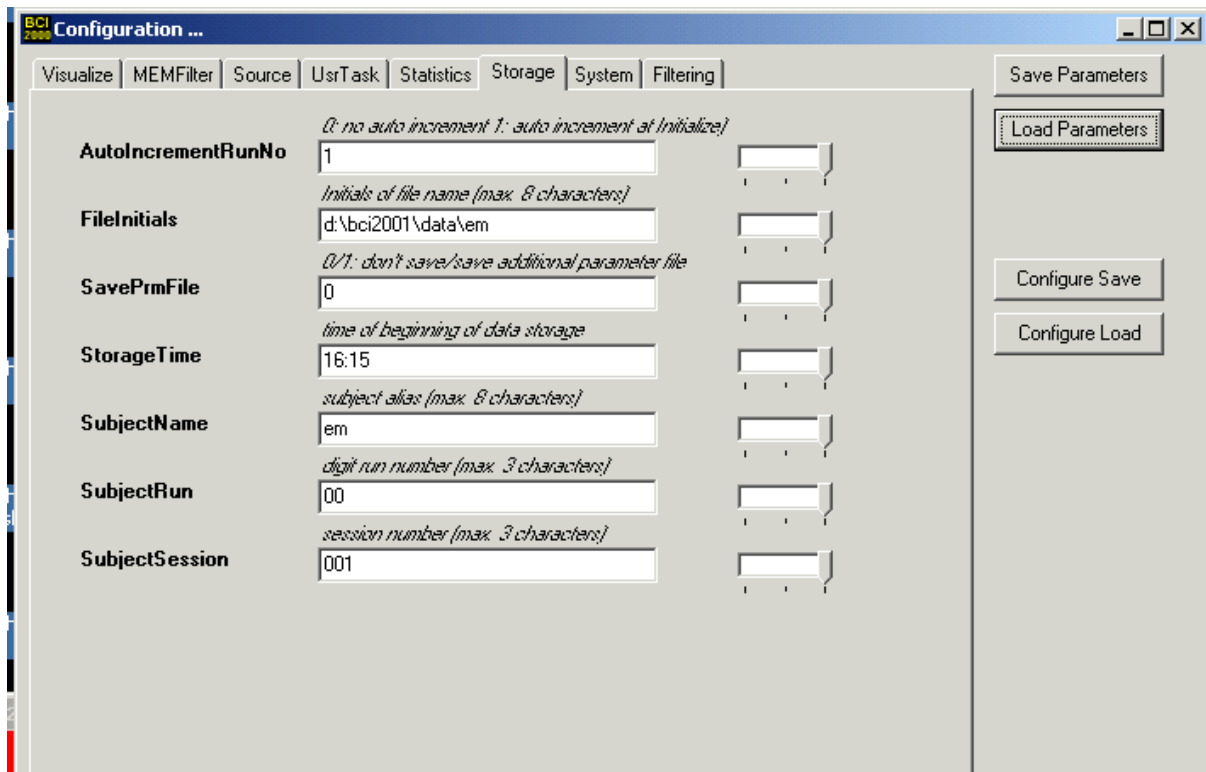 BCI 2000 Configuration ...
Visualize MEMFilter Source UsrTask Statistics Storage System Filtering
Save Parameters
Load Parameters
Configure Save
Configure Load
0: no auto increment 1: auto increment at Initialize)
AutoIncrementRunNo 1
Initials of file name (max. 8 characters)
FileInitials d:\bci2001\data\em
0/1: don't save/save additional parameter file
SavePrmFile 0
time of beginning of data storage
StorageTime 16:15
subject alias (max. 8 characters)
SubjectName em
digit run number (max. 3 characters)
SubjectRun 00
session number (max. 3 characters)
SubjectSession 001